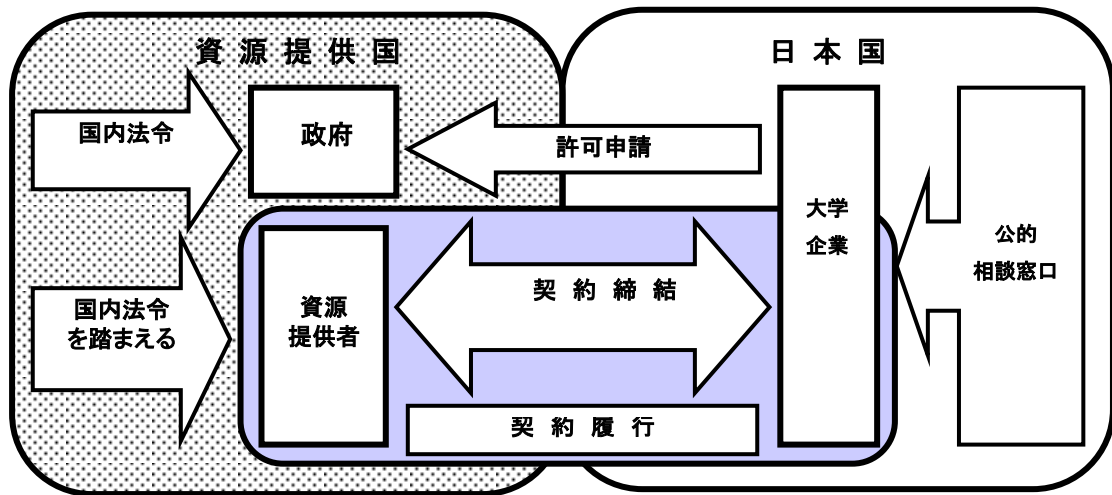 資源提供国
日本国
国内法令
政府
許可申請
大学
企業
公的
相談窓口
国内法令
を踏まえる
資源
提供者
契約締結
契約履行